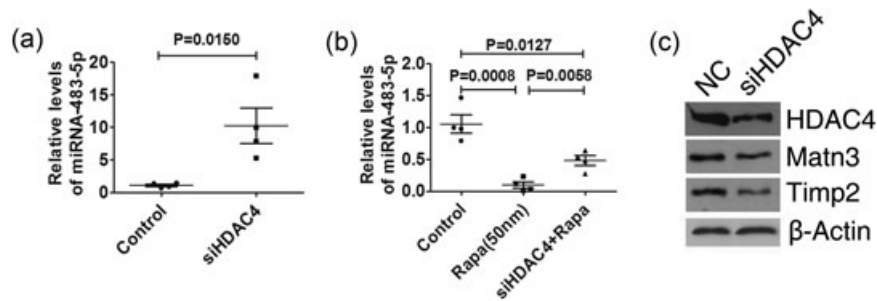 (a)
P=0.0150
Relative levels
of miRNA-483-5p
20
15
10
5
0
Control
siHDAC4
(b)
P=0.0127
P=0.0008
P=0.0058
Relative levels
of miRNA-483-5p
2.0
1.5
1.0
0.5
0.0
Control
Rapa(50nm)
siHDAC4+Rapa
(c)
NC
siHDAC4
HDAC4
Matn3
Timp2
β-Actin